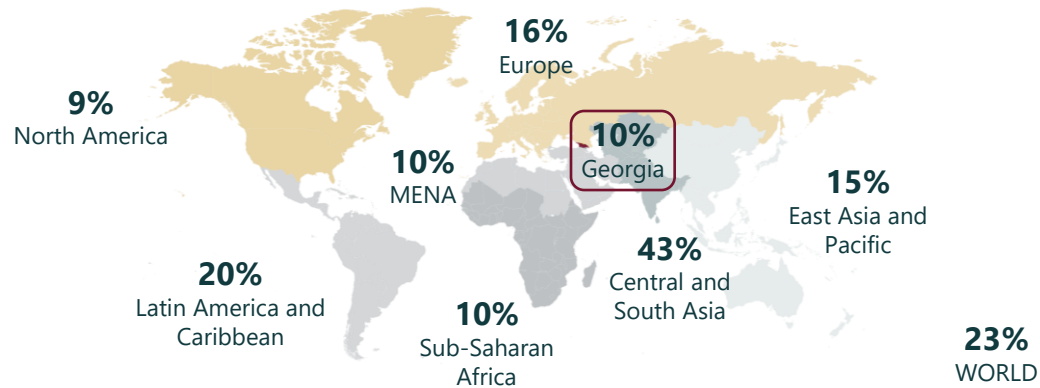 16%
Europe
9%
North America
10%
Georgia
10%
MENA
15%
East Asia and
Pacific
43%
Central and
South Asia
20%
Latin America and
Caribbean
10%
Sub-Saharan
Africa
23%
WORLD